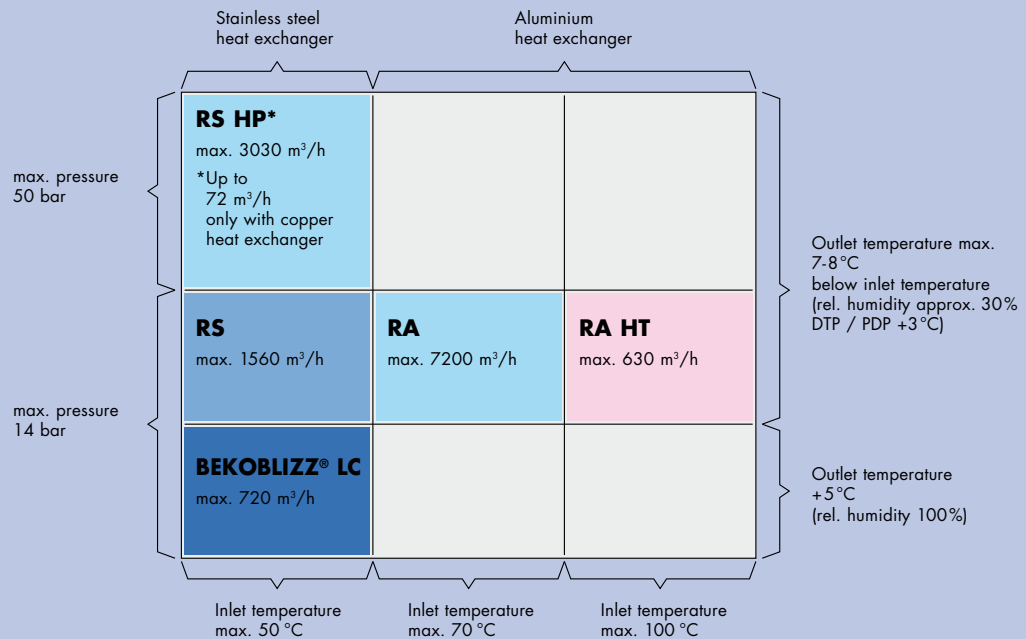 Stainless steel
heat exchanger
Aluminium
heat exchanger
max. pressure
50 bar
RS HP*
max. 3030 m³/h
*Up to
72 m³/h
only with copper
heat exchanger
Outlet temperature max.
7-8°C
below inlet temperature
(rel. humidity approx. 30%
DTP / PDP +3°C)
max. pressure
14 bar
RS
max. 1560 m³/h
RA
max. 7200 m³/h
RA HT
max. 630 m³/h
BEKOBLIZZ® LC
max. 720 m³/h
Outlet temperature
+5°C
(rel. humidity 100%)
Inlet temperature
max. 50 °C
Inlet temperature
max. 70 °C
Inlet temperature
max. 100 °C